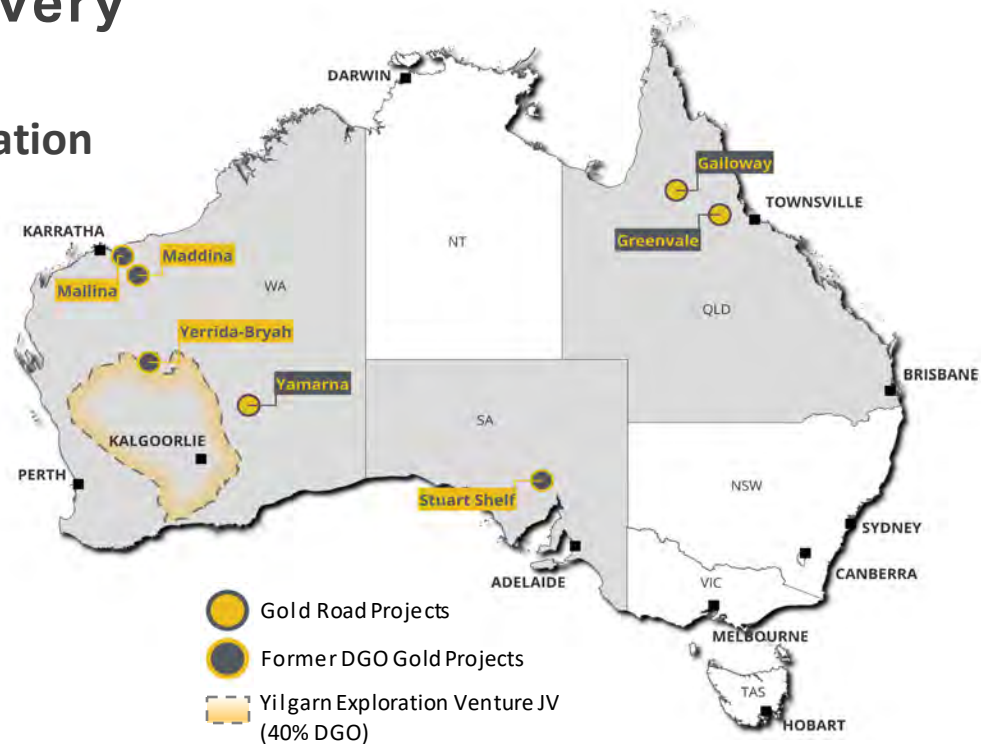 very
ation
DARWIN
Galloway
TOWNSVILLE
Greenvale
KARRATHA
Maddina
Mallina
NT
WA
QLD
Yerrida-Bryah
Yamarna
BRISBANE
SA
KALGOORLIE
PERTH
NSW
Stuart Shelf
SYDNEY
CANBERRA
ADELAIDE
VIC
MELBOURNE
TAS
HOBART
Gold Road Projects
Former DGO Gold Projects
Yilgarn Exploration Venture JV
(40% DGO)